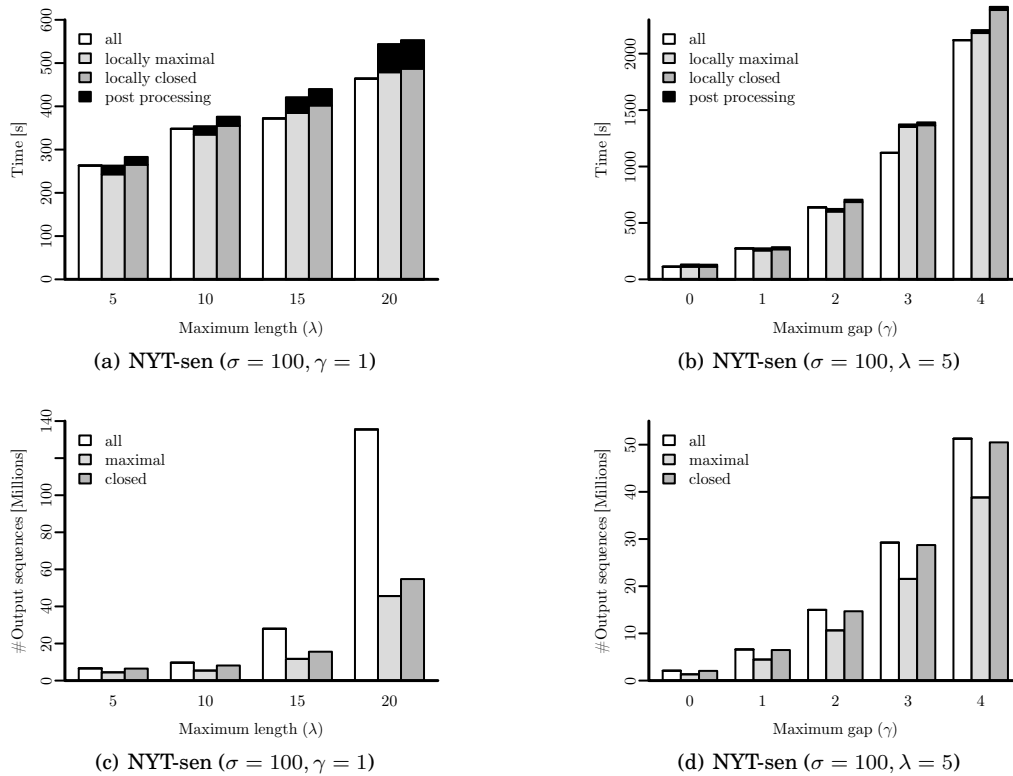 600
500
400
300
200
100
0
Time [s]
all
locally maximal
locally closed
post processing
5 10 15 20
Maximum length (λ)
(a) NYT-sen (σ = 100, γ = 1)
2000
1500
1000
500
0
Time [s]
all
locally maximal
locally closed
post processing
0 1 2 3 4
Maximum gap (γ)
(b) NYT-sen (σ = 100, λ = 5)
140
120
100
80
60
40
20
0
#Output sequences [Millions]
all
maximal
closed
5 10 15 20
Maximum length (λ)
(c) NYT-sen (σ = 100, γ = 1)
50
40
30
20
10
0
#Output sequences [Millions]
all
maximal
closed
0 1 2 3 4
Maximum gap (γ)
(d) NYT-sen (σ = 100, λ = 5)